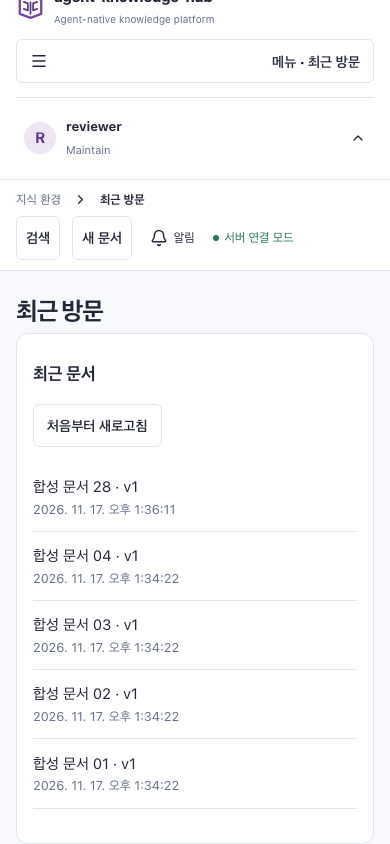 agent-knowledge-hub
Agent-native knowledge platform
메뉴 · 최근 방문
R
reviewer
Maintain
지식 환경 > 최근 방문
검색
새 문서
알림
서버 연결 모드
최근 방문
최근 문서
처음부터 새로고침
합성 문서 28 · v1
2026. 11. 17. 오후 1:36:11
합성 문서 04 · v1
2026. 11. 17. 오후 1:34:22
합성 문서 03 · v1
2026. 11. 17. 오후 1:34:22
합성 문서 02 · v1
2026. 11. 17. 오후 1:34:22
합성 문서 01 · v1
2026. 11. 17. 오후 1:34:22